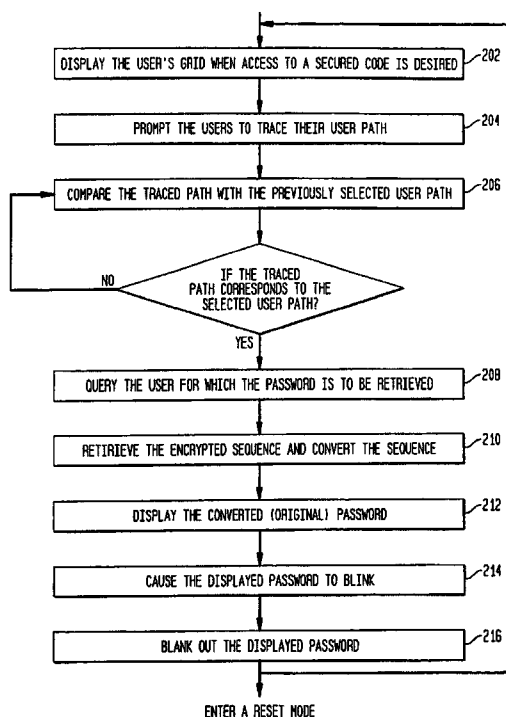 DISPLAY THE USER'S GRID WHEN ACCESS TO A SECURED CODE IS DESIRED
202
PROMPT THE USERS TO TRACE THEIR USER PATH
204
COMPARE THE TRACED PATH WITH THE PREVIOUSLY SELECTED USER PATH
206
NO
IF THE TRACED
PATH CORRESPONDS TO THE
SELECTED USER PATH?
YES
QUERY THE USER FOR WHICH THE PASSWORD IS TO BE RETRIEVED
208
RETIRIEVE THE ENCRYPTED SEQUENCE AND CONVERT THE SEQUENCE
210
DISPLAY THE CONVERTED (ORIGINAL) PASSWORD
212
CAUSE THE DISPLAYED PASSWORD TO BLINK
214
BLANK OUT THE DISPLAYED PASSWORD
216
ENTER A RESET MODE